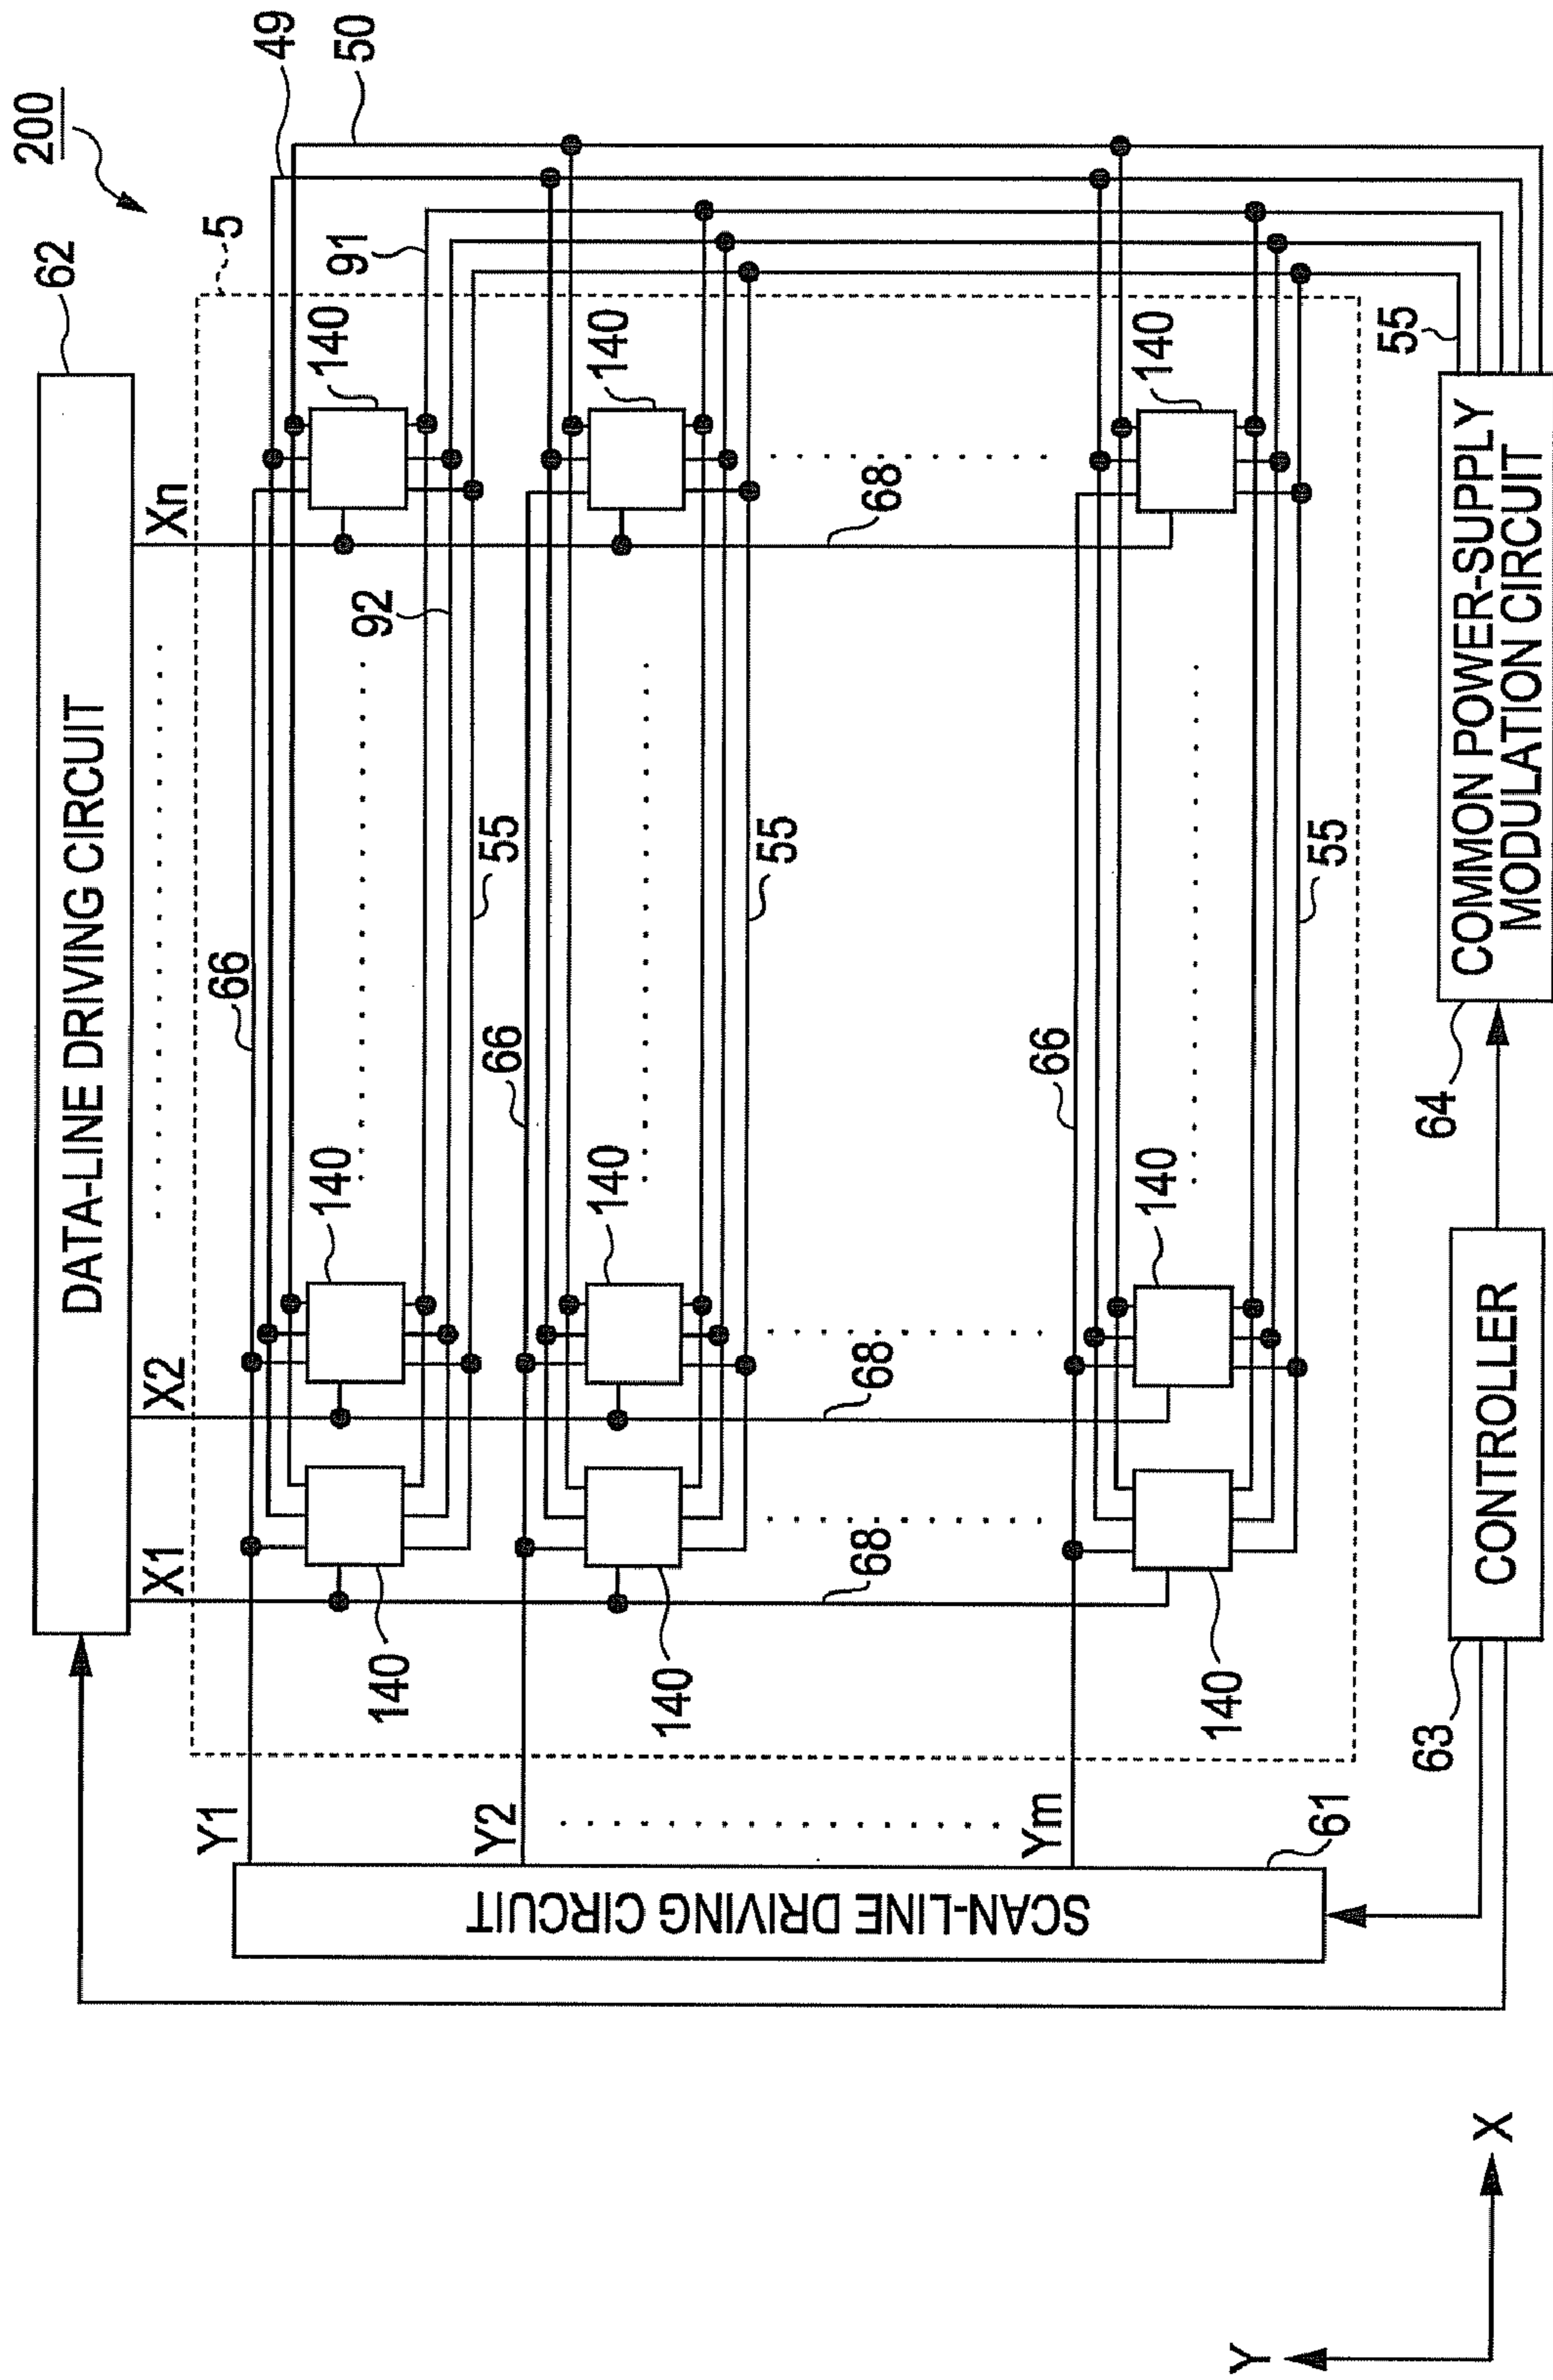 200
62
DATA-LINE DRIVING CIRCUIT
49
50
5
X1
X2
Xn
91
Y1
66
140
140
140
92
55
Y2
66
140
140
140
68
68
68
55
Ym
66
140
140
140
55
55
61
SCAN-LINE DRIVING CIRCUIT
63
CONTROLLER
64
COMMON POWER-SUPPLY
MODULATION CIRCUIT
Y
X